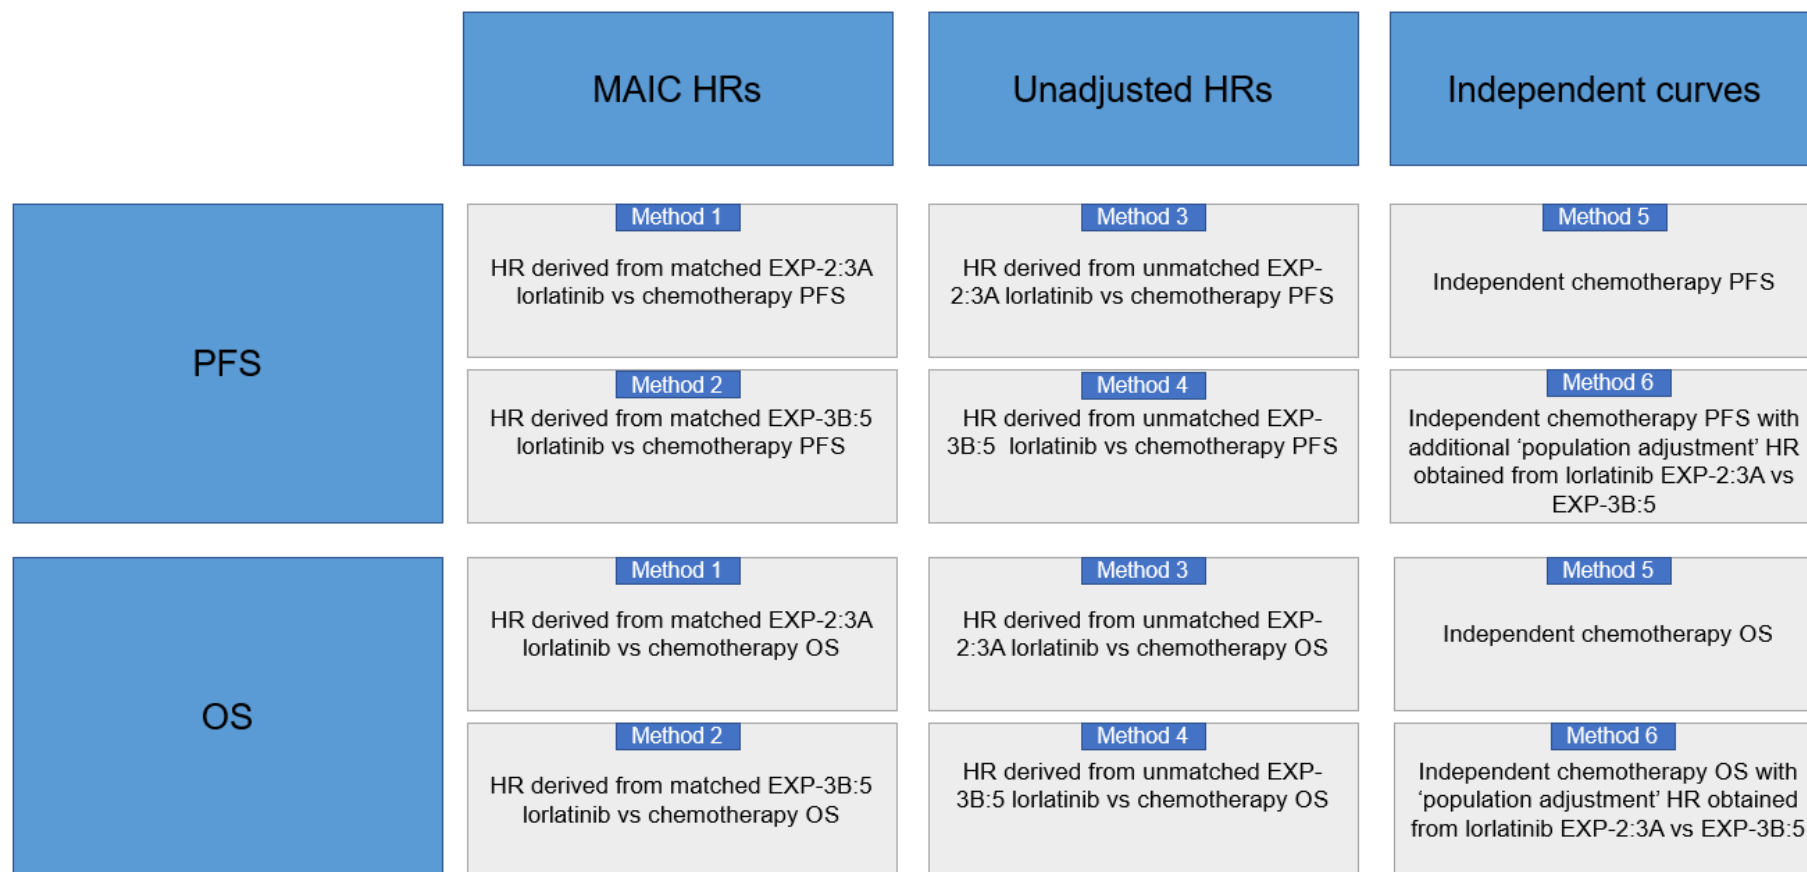 MAIC HRs
Unadjusted HRs
Independent curves
PFS
Method 1
HR derived from matched EXP-2:3A
lorlatinib vs chemotherapy PFS
Method 3
HR derived from unmatched EXP-
2:3A lorlatinib vs chemotherapy PFS
Method 5
Independent chemotherapy PFS
Method 2
HR derived from matched EXP-3B:5
lorlatinib vs chemotherapy PFS
Method 4
HR derived from unmatched EXP-
3B:5 lorlatinib vs chemotherapy PFS
Method 6
Independent chemotherapy PFS with
additional ‘population adjustment’ HR
obtained from lorlatinib EXP-2:3A vs
EXP-3B:5
OS
Method 1
HR derived from matched EXP-2:3A
lorlatinib vs chemotherapy OS
Method 3
HR derived from unmatched EXP-
2:3A lorlatinib vs chemotherapy OS
Method 5
Independent chemotherapy OS
Method 2
HR derived from matched EXP-3B:5
lorlatinib vs chemotherapy OS
Method 4
HR derived from unmatched EXP-
3B:5 lorlatinib vs chemotherapy OS
Method 6
Independent chemotherapy OS with
‘population adjustment’ HR obtained
from lorlatinib EXP-2:3A vs EXP-3B:5